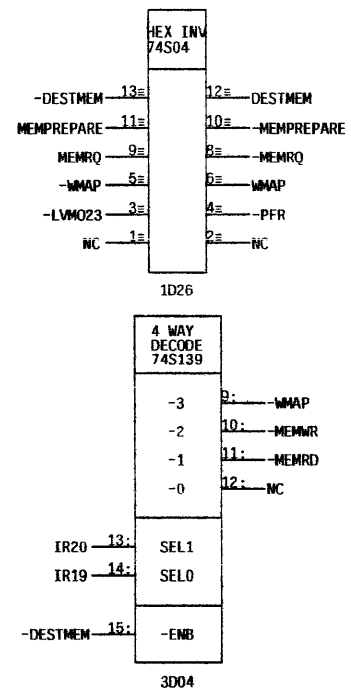 HEX INV
74S04
-DESTMEM 13= 12= DESTMEM
MEMPREPARE 11= 10= -MEMPREPARE
MEMRQ 9= 8= -MEMRQ
-WMAP 5= 6= WMAP
-LVMO23 3= 4= -PFR
NC 1= 2= NC
1D26
4 WAY
DECODE
74S139
-3 9: -WMAP
-2 10: -MEMWR
-1 11: -MEMRD
-0 12: NC
IR20 13: SEL1
IR19 14: SEL0
-DESTMEM 15: -ENB
3D04